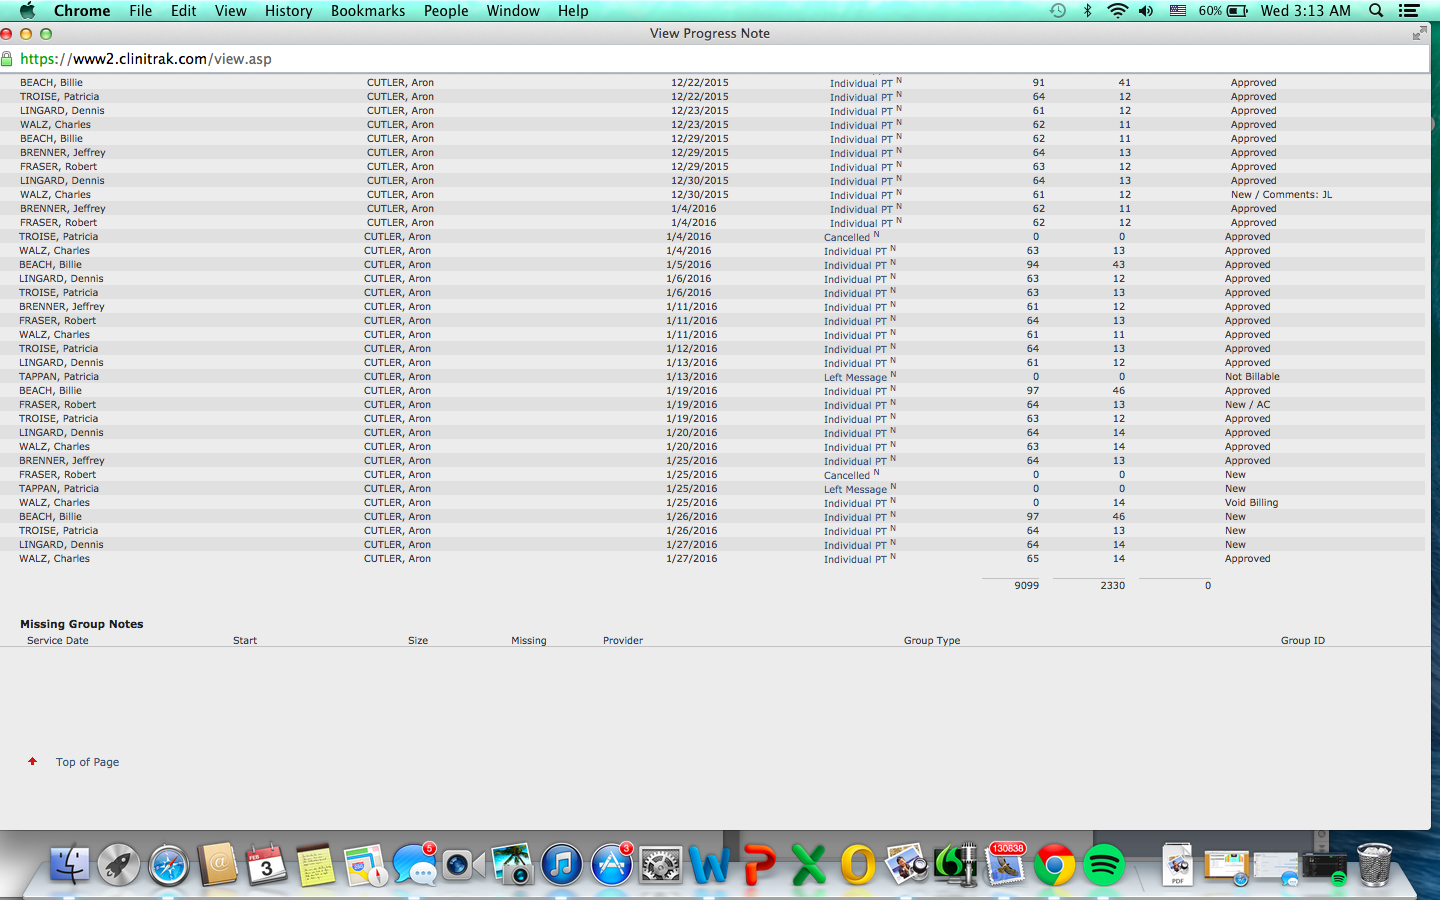 Chrome File Edit View History Bookmarks People Window Help 60% Wed 3:13 AM
View Progress Note
https://www2.clinitrak.com/view.asp
BEACH, Billie CUTLER, Aron 12/22/2015 Individual PT N 91 41 Approved
TROISE, Patricia CUTLER, Aron 12/22/2015 Individual PT N 64 12 Approved
LINGARD, Dennis CUTLER, Aron 12/23/2015 Individual PT N 61 12 Approved
WALZ, Charles CUTLER, Aron 12/23/2015 Individual PT N 62 11 Approved
BEACH, Billie CUTLER, Aron 12/29/2015 Individual PT N 62 11 Approved
BRENNER, Jeffrey CUTLER, Aron 12/29/2015 Individual PT N 64 13 Approved
FRASER, Robert CUTLER, Aron 12/29/2015 Individual PT N 63 12 Approved
LINGARD, Dennis CUTLER, Aron 12/30/2015 Individual PT N 64 13 Approved
WALZ, Charles CUTLER, Aron 12/30/2015 Individual PT N 61 12 New / Comments: JL
BRENNER, Jeffrey CUTLER, Aron 1/4/2016 Individual PT N 62 11 Approved
FRASER, Robert CUTLER, Aron 1/4/2016 Individual PT N 62 12 Approved
TROISE, Patricia CUTLER, Aron 1/4/2016 Cancelled N 0 0 Approved
WALZ, Charles CUTLER, Aron 1/4/2016 Individual PT N 63 13 Approved
BEACH, Billie CUTLER, Aron 1/5/2016 Individual PT N 94 43 Approved
LINGARD, Dennis CUTLER, Aron 1/6/2016 Individual PT N 63 12 Approved
TROISE, Patricia CUTLER, Aron 1/6/2016 Individual PT N 63 13 Approved
BRENNER, Jeffrey CUTLER, Aron 1/11/2016 Individual PT N 61 12 Approved
FRASER, Robert CUTLER, Aron 1/11/2016 Individual PT N 64 13 Approved
WALZ, Charles CUTLER, Aron 1/11/2016 Individual PT N 61 11 Approved
TROISE, Patricia CUTLER, Aron 1/12/2016 Individual PT N 64 13 Approved
LINGARD, Dennis CUTLER, Aron 1/13/2016 Individual PT N 61 12 Approved
TAPPAN, Patricia CUTLER, Aron 1/13/2016 Left Message N 0 0 Not Billable
BEACH, Billie CUTLER, Aron 1/19/2016 Individual PT N 97 46 Approved
FRASER, Robert CUTLER, Aron 1/19/2016 Individual PT N 64 13 New / AC
TROISE, Patricia CUTLER, Aron 1/19/2016 Individual PT N 63 12 Approved
LINGARD, Dennis CUTLER, Aron 1/20/2016 Individual PT N 64 14 Approved
WALZ, Charles CUTLER, Aron 1/20/2016 Individual PT N 63 14 Approved
BRENNER, Jeffrey CUTLER, Aron 1/25/2016 Individual PT N 64 13 Approved
FRASER, Robert CUTLER, Aron 1/25/2016 Cancelled N 0 0 New
TAPPAN, Patricia CUTLER, Aron 1/25/2016 Left Message N 0 0 New
WALZ, Charles CUTLER, Aron 1/25/2016 Individual PT N 0 14 Void Billing
BEACH, Billie CUTLER, Aron 1/26/2016 Individual PT N 97 46 New
TROISE, Patricia CUTLER, Aron 1/26/2016 Individual PT N 64 13 New
LINGARD, Dennis CUTLER, Aron 1/27/2016 Individual PT N 64 14 New
WALZ, Charles CUTLER, Aron 1/27/2016 Individual PT N 65 14 Approved
9099 2330 0
Missing Group Notes
Service Date Start Size Missing Provider Group Type Group ID
Top of Page
FEB 3 5 3 130838 PDF